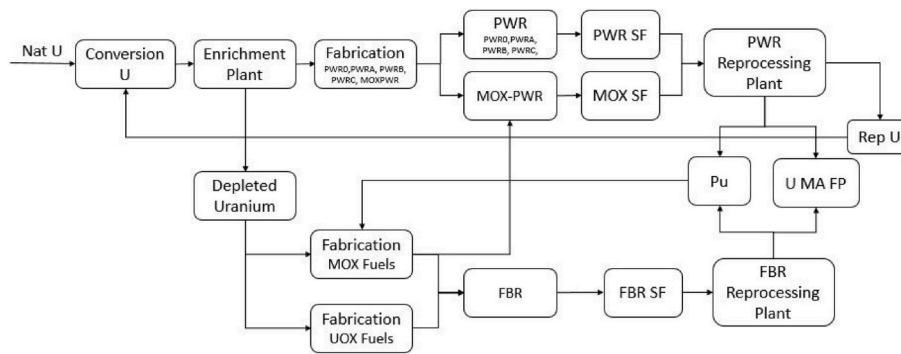 Nat U
Conversion
U
Enrichment
Plant
Fabrication
PWR0,PWRA, PWRB,
PWRC, MOXPWR
PWR
PWR0,PWRA,
PWRB, PWRC,
PWR SF
PWR
Reprocessing
Plant
MOX-PWR
MOX SF
Rep U
Depleted
Uranium
Pu
U MA FP
Fabrication
MOX Fuels
FBR
FBR SF
FBR
Reprocessing
Plant
Fabrication
UOX Fuels